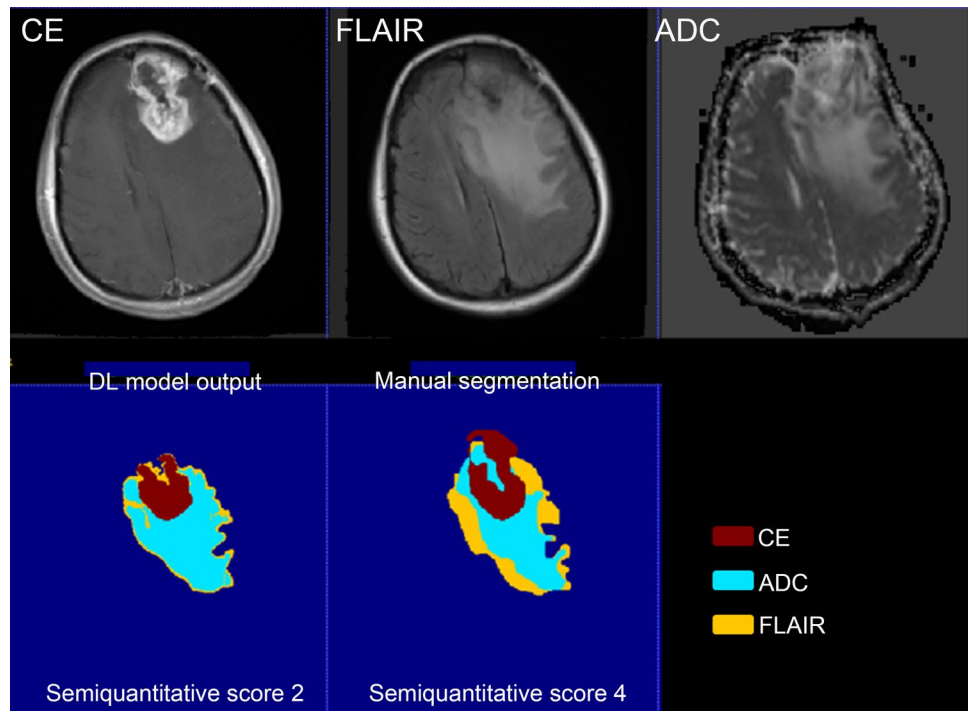 CE
FLAIR
ADC
DL model output
Manual segmentation
CE
ADC
FLAIR
Semiquantitative score 2
Semiquantitative score 4